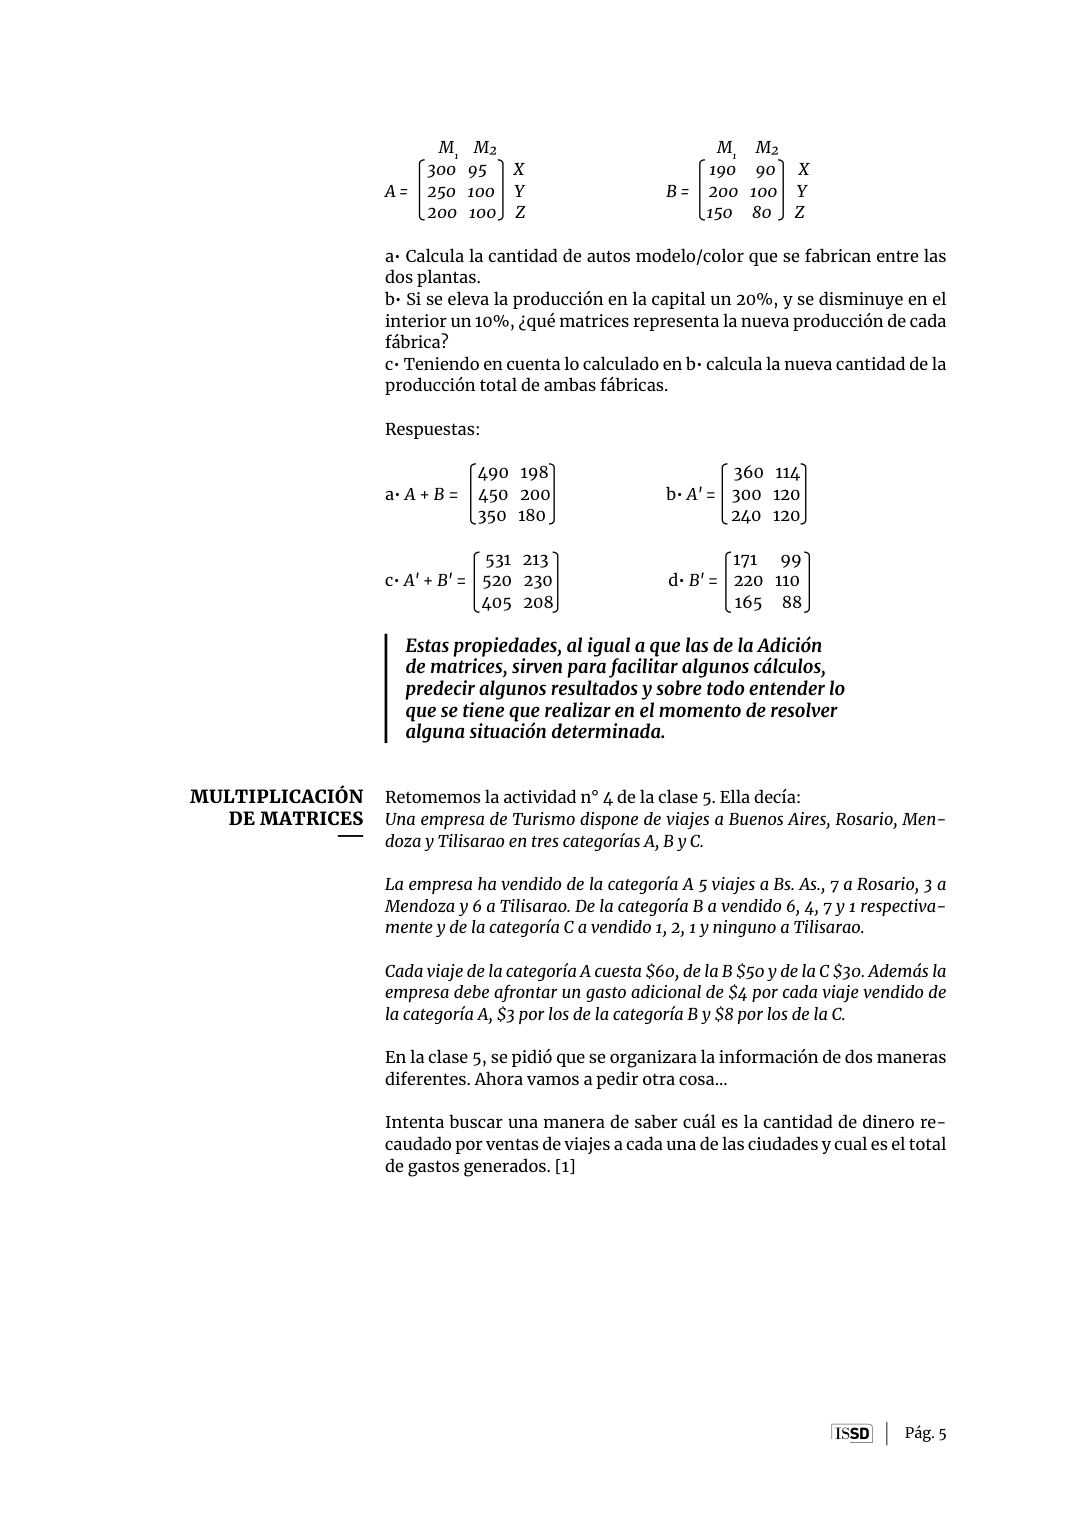 M₁ M2
A = 300 95 X
250 100 Y
200 100 Z
M₁ M2
B = 190 90 X
200 100 Y
150 80 Z
a• Calcula la cantidad de autos modelo/color que se fabrican entre las
dos plantas.
b• Si se eleva la producción en la capital un 20%, y se disminuye en el
interior un 10%, ¿qué matrices representa la nueva producción de cada
fábrica?
c• Teniendo en cuenta lo calculado en b• calcula la nueva cantidad de la
producción total de ambas fábricas.
Respuestas:
a• A + B = 490 198
450 200
350 180
b• A' = 360 114
300 120
240 120
c• A' + B' = 531 213
520 230
405 208
d• B' = 171 99
220 110
165 88
Estas propiedades, al igual a que las de la Adición
de matrices, sirven para facilitar algunos cálculos,
predecir algunos resultados y sobre todo entender lo
que se tiene que realizar en el momento de resolver
alguna situación determinada.
MULTIPLICACIÓN
DE MATRICES
Retomemos la actividad n° 4 de la clase 5. Ella decía:
Una empresa de Turismo dispone de viajes a Buenos Aires, Rosario, Men-
doza y Tilisarao en tres categorías A, B y C.
La empresa ha vendido de la categoría A 5 viajes a Bs. As., 7 a Rosario, 3 a
Mendoza y 6 a Tilisarao. De la categoría B a vendido 6, 4, 7 y 1 respectiva-
mente y de la categoría C a vendido 1, 2, 1 y ninguno a Tilisarao.
Cada viaje de la categoría A cuesta $60, de la B $50 y de la C $30. Además la
empresa debe afrontar un gasto adicional de $4 por cada viaje vendido de
la categoría A, $3 por los de la categoría B y $8 por los de la C.
En la clase 5, se pidió que se organizara la información de dos maneras
diferentes. Ahora vamos a pedir otra cosa...
Intenta buscar una manera de saber cuál es la cantidad de dinero re-
caudado por ventas de viajes a cada una de las ciudades y cual es el total
de gastos generados. [1]
ISSD
Pág. 5